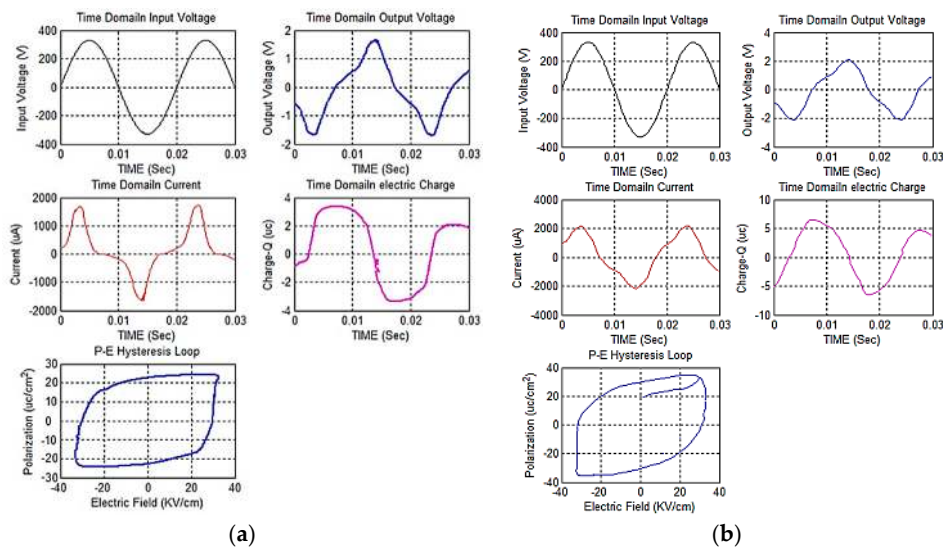 Time DomaiIn Input Voltage
Input Voltage (V)
400
200
0
-200
-400
0
0.01
0.02
0.03
TIME (Sec)
Time DomaiIn Output Voltage
Output Voltage (V)
2
1
0
-1
-2
0
0.01
0.02
0.03
TIME (Sec)
Time DomaiIn Current
Current (uA)
2000
1000
0
-1000
-2000
0
0.01
0.02
0.03
TIME (Sec)
Time DomaiIn electric Charge
Charge-Q (uc)
4
2
0
-2
-4
0
0.01
0.02
0.03
TIME (Sec)
P-E Hysteresis Loop
Polarization (uc/cm²)
30
20
10
0
-10
-20
-30
-40
-20
0
20
40
Electric Field (KV/cm)
(a)
Time DomaiIn Input Voltage
Input Voltage (V)
400
200
0
-200
-400
0
0.01
0.02
0.03
TIME (Sec)
Time DomaiIn Output Voltage
Output Voltage (V)
4
2
0
-2
-4
0
0.01
0.02
0.03
TIME (Sec)
Time DomaiIn Current
Current (uA)
4000
2000
0
-2000
-4000
0
0.01
0.02
0.03
TIME (Sec)
Time DomaiIn electric Charge
Charge-Q (uc)
10
5
0
-5
-10
0
0.01
0.02
0.03
TIME (Sec)
P-E Hysteresis Loop
Polarization (uc/cm²)
40
20
0
-20
-40
-40
-20
0
20
40
Electric Field (KV/cm)
(b)